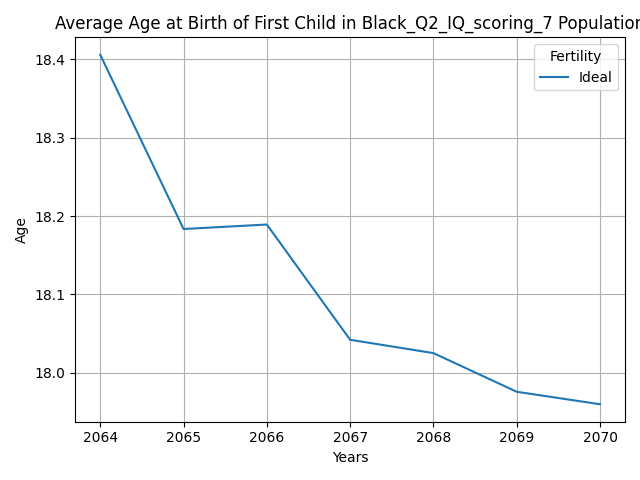 Average Age at Birth of First Child in Black_Q2_IQ_scoring_7 Population
Fertility
Ideal
18.4
18.3
18.2
18.1
18.0
Age
2064 2065 2066 2067 2068 2069 2070
Years